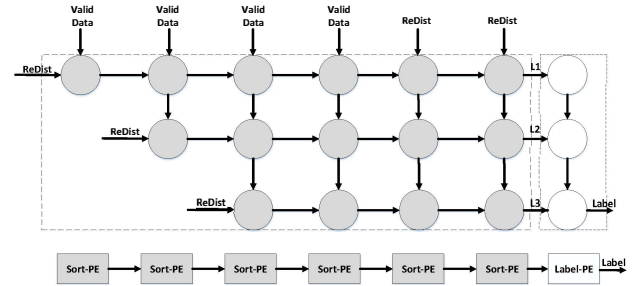 Valid Valid Valid Valid
Data Data Data Data ReDist ReDist
ReDist L1
ReDist L2
ReDist L3 Label
Sort-PE Sort-PE Sort-PE Sort-PE Sort-PE Sort-PE Label-PE Label